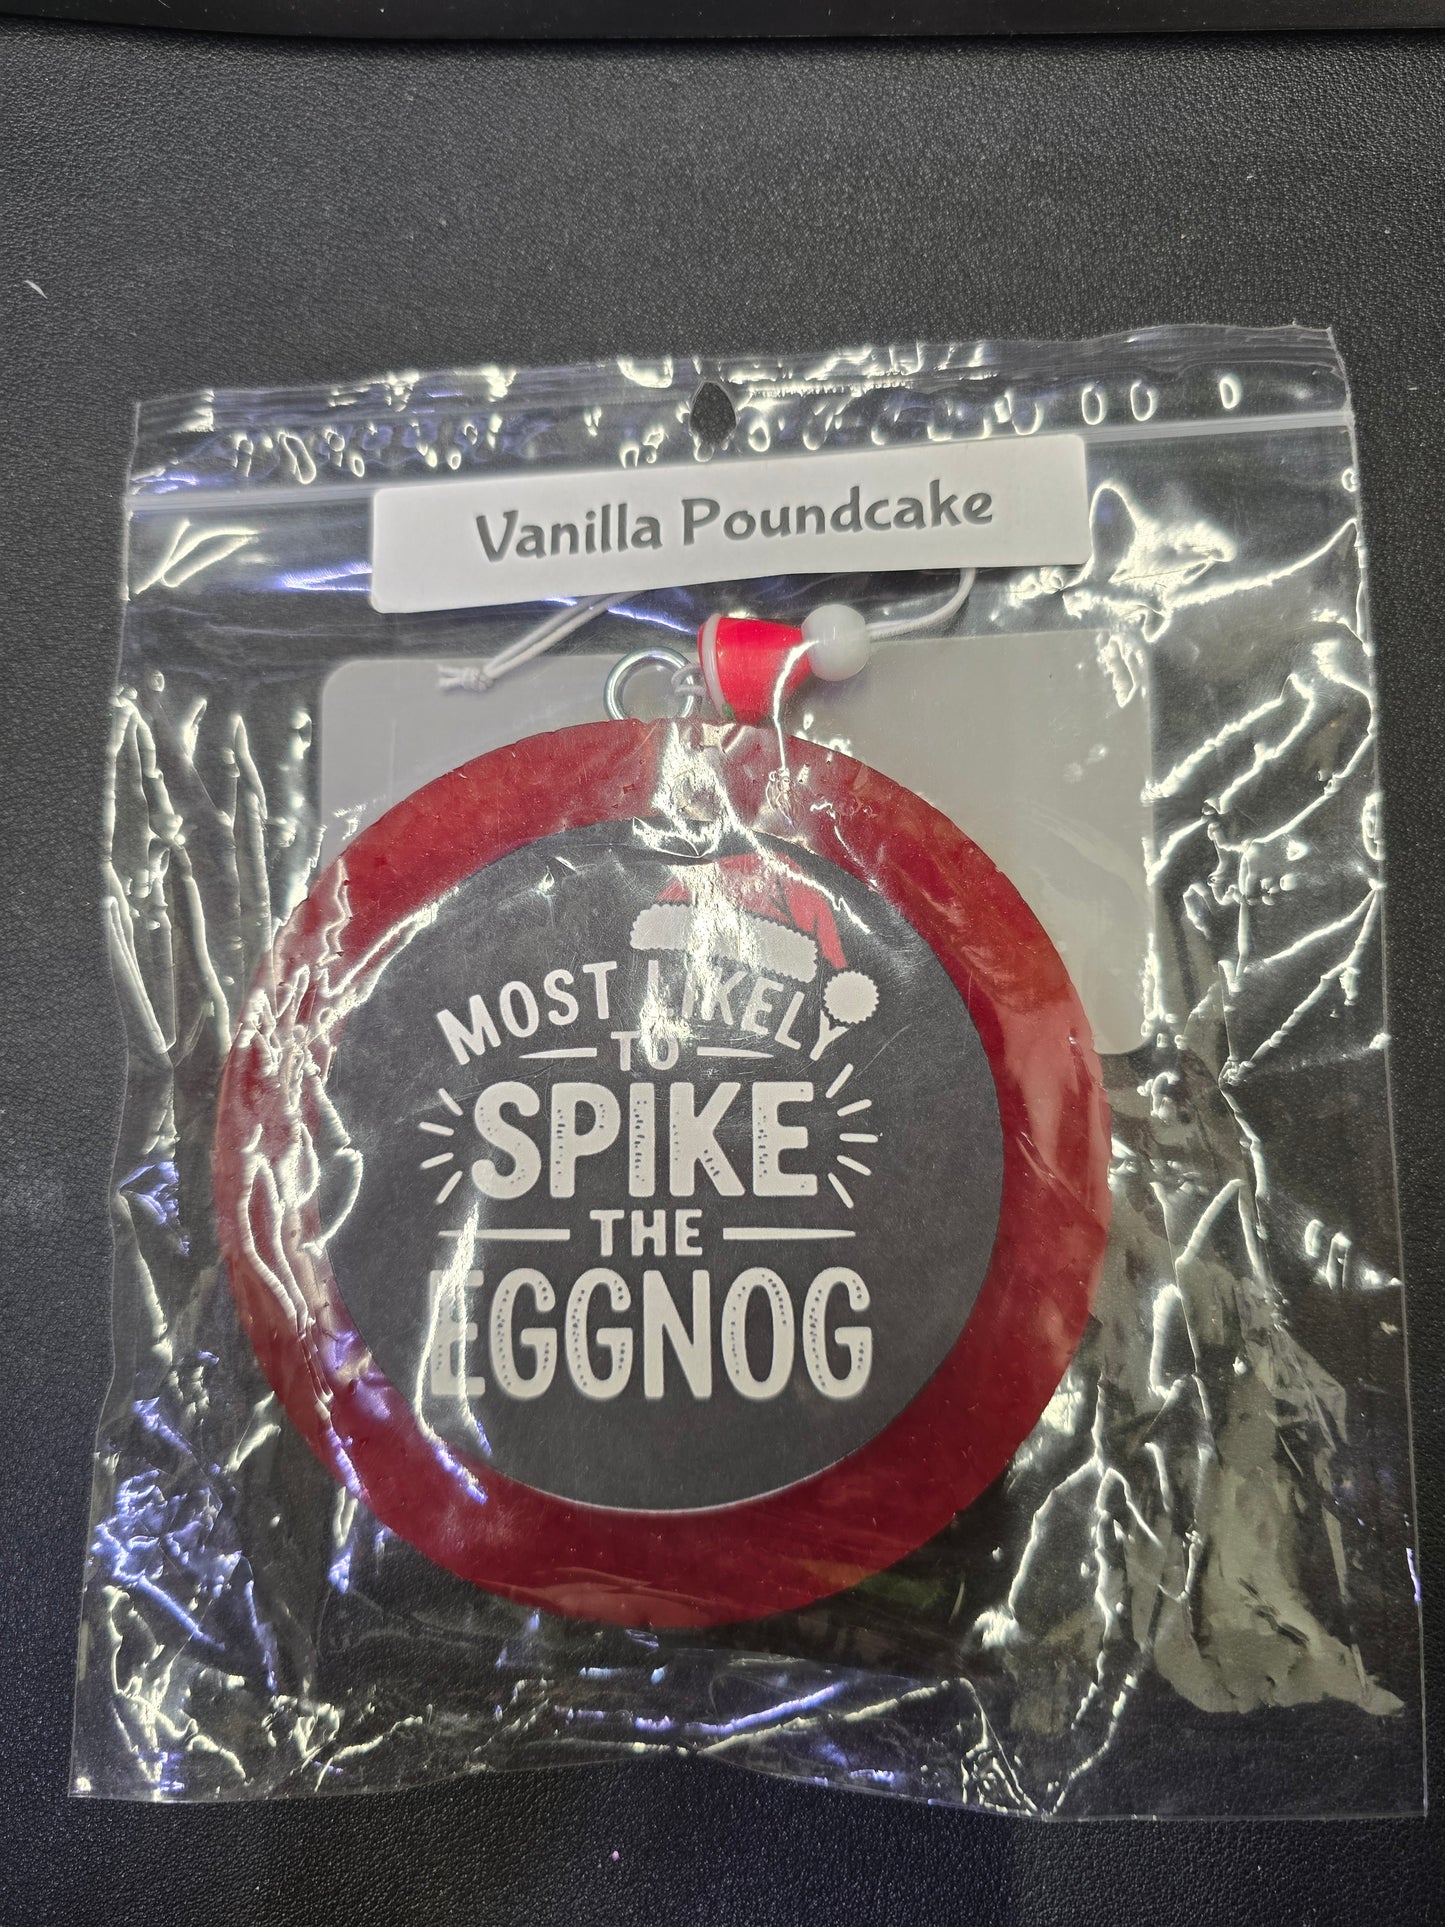 Vanilla Poundcake
MOST LIKELY
TO
SPIKE
THE
EGGNOG